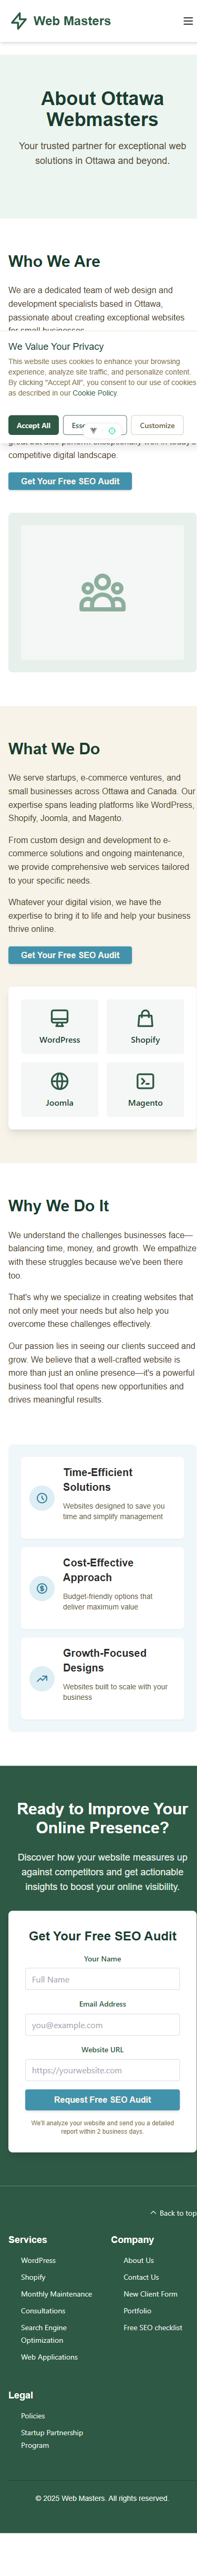 Web Masters
About Ottawa
Webmasters
Your trusted partner for exceptional web
solutions in Ottawa and beyond.
Who We Are
We are a dedicated team of web design and
development specialists based in Ottawa,
passionate about creating exceptional websites
for small businesses
We Value Your Privacy
This website uses cookies to enhance your browsing
experience, analyze site traffic, and personalize content.
By clicking "Accept All", you consent to our use of cookies
as described in our Cookie Policy.
Accept All
Customize
great but also perform exceptionally well in today's
competitive digital landscape.
Get Your Free SEO Audit
What We Do
We serve startups, e-commerce ventures, and
small businesses across Ottawa and Canada. Our
expertise spans leading platforms like WordPress,
Shopify, Joomla, and Magento.
From custom design and development to e-
commerce solutions and ongoing maintenance,
we provide comprehensive web services tailored
to your specific needs.
Whatever your digital vision, we have the
expertise to bring it to life and help your business
thrive online.
Get Your Free SEO Audit
WordPress
Shopify
Joomla
Magento
Why We Do It
We understand the challenges businesses face—
balancing time, money, and growth. We empathize
with these struggles because we've been there
too.
That's why we specialize in creating websites that
not only meet your needs but also help you
overcome these challenges effectively.
Our passion lies in seeing our clients succeed and
grow. We believe that a well-crafted website is
more than just an online presence—it's a powerful
business tool that opens new opportunities and
drives meaningful results.
Time-Efficient
Solutions
Websites designed to save you
time and simplify management
Cost-Effective
Approach
Budget-friendly options that
deliver maximum value
Growth-Focused
Designs
Websites built to scale with your
business
Ready to Improve Your
Online Presence?
Discover how your website measures up
against competitors and get actionable
insights to boost your online visibility.
Get Your Free SEO Audit
Your Name
Full Name
Email Address
you@example.com
Website URL
https://yourwebsite.com
Request Free SEO Audit
We'll analyze your website and send you a detailed
report within 2 business days.
Back to top
Services
WordPress
Shopify
Monthly Maintenance
Consultations
Search Engine
Optimization
Web Applications
Company
About Us
Contact Us
New Client Form
Portfolio
Free SEO checklist
Legal
Policies
Startup Partnership
Program
© 2025 Web Masters. All rights reserved.